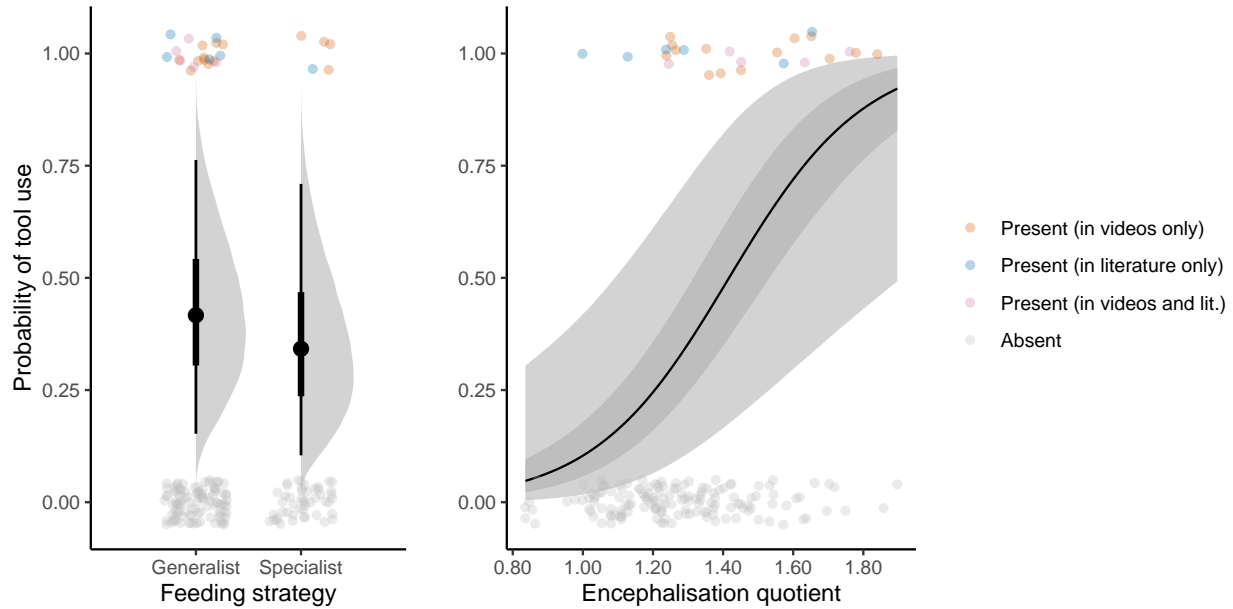 Probability of tool use
1.00
0.75
0.50
0.25
0.00
Generalist Specialist
Feeding strategy
0.80 1.00 1.20 1.40 1.60 1.80
Encephalisation quotient
Present (in videos only)
Present (in literature only)
Present (in videos and lit.)
Absent
1.00
0.75
0.50
0.25
0.00